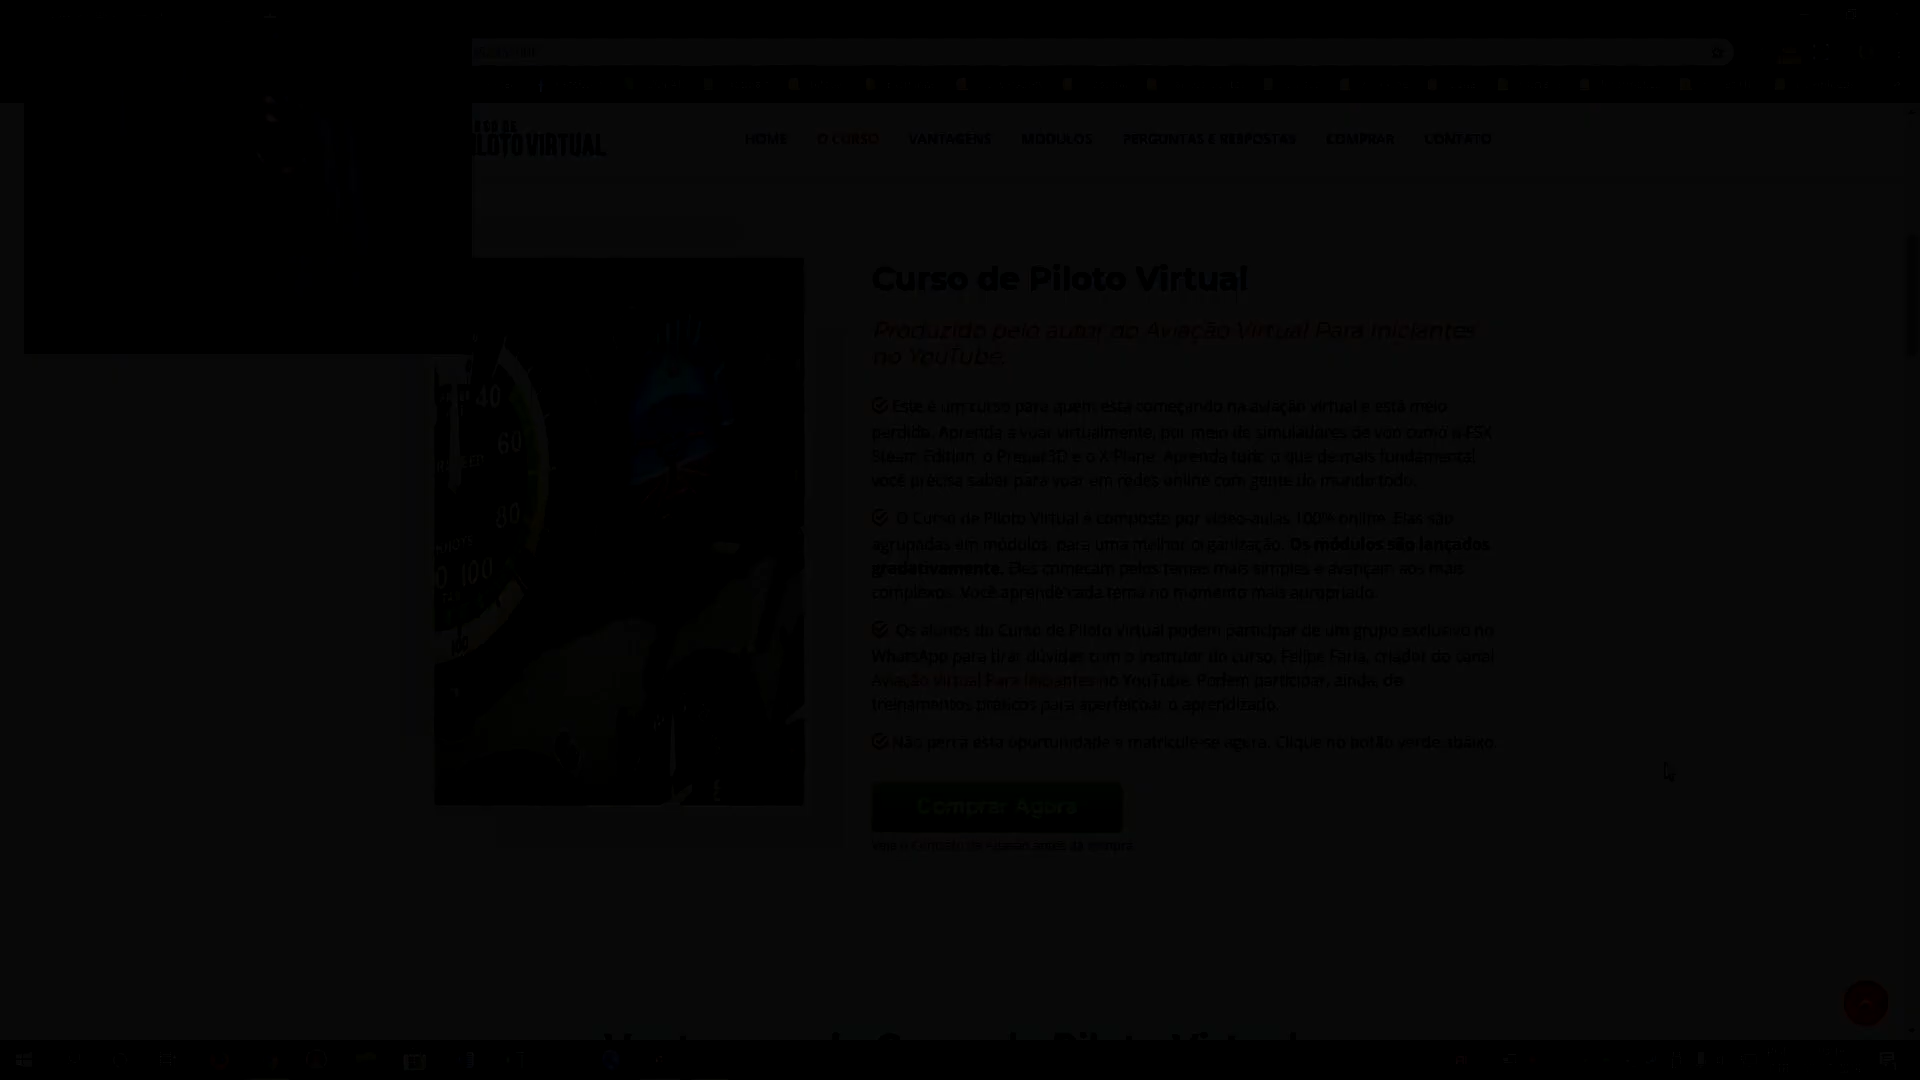 PILOTO VIRTUAL
HOME
O CURSO
VANTAGENS
MÓDULOS
PERGUNTAS E RESPOSTAS
COMPRAR
CONTATO
40
60
80
100
100
Curso de Piloto Virtual
Produzido pelo autor do Aviação Virtual Para Iniciantes
no YouTube.
Este é um curso para quem está começando na aviação virtual e está meio
perdido. Aprenda a voar virtualmente, por meio de simuladores de voo como o FSX
Steam Edition, o Prepar3D e o X-Plane. Aprenda tudo o que de mais fundamental
você precisa saber para voar em redes online com gente do mundo todo.
O Curso de Piloto Virtual é composto por vídeo-aulas 100% online. Elas são
agrupadas em módulos, para uma melhor organização. Os módulos são lançados
gradativamente. Eles começam pelos temas mais simples e avançam aos mais
complexos. Você aprende cada tema no momento mais apropriado.
Os alunos do Curso de Piloto Virtual podem participar de um grupo exclusivo no
WhatsApp para tirar dúvidas com o instrutor do curso, Felipe Faria, criador do canal
Aviação Virtual Para Iniciantes no YouTube. Podem participar, ainda, de
treinamentos práticos para aperfeiçoar o aprendizado.
Não perca esta oportunidade e matricule-se agora. Clique no botão verde abaixo.
Comprar Agora
Veja o Contrato de Adesão antes da compra